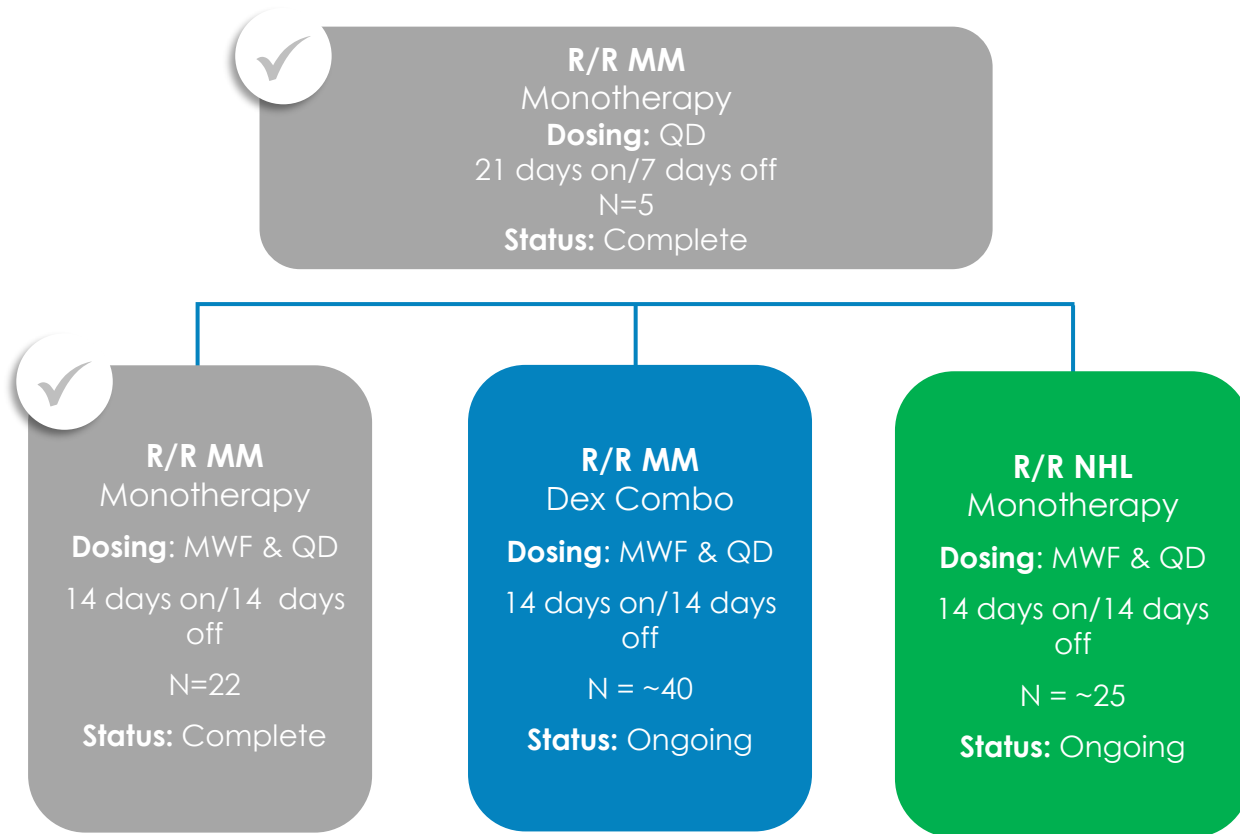 R/R MM
Monotherapy
Dosing: QD
21 days on/7 days off
N=5
Status: Complete
R/R MM
Monotherapy
Dosing: MWF & QD
14 days on/14 days
off
N=22
Status: Complete
R/R MM
Dex Combo
Dosing: MWF & QD
14 days on/14 days
off
N = ~40
Status: Ongoing
R/R NHL
Monotherapy
Dosing: MWF & QD
14 days on/14 days
off
N = ~25
Status: Ongoing